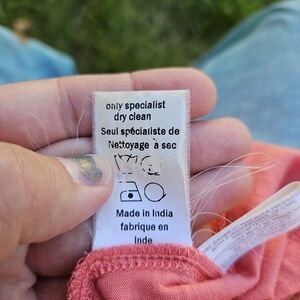 only specialist
dry clean
Seul spécialiste de
Nettoyage à sec
Made in India
fabrique en
Inde